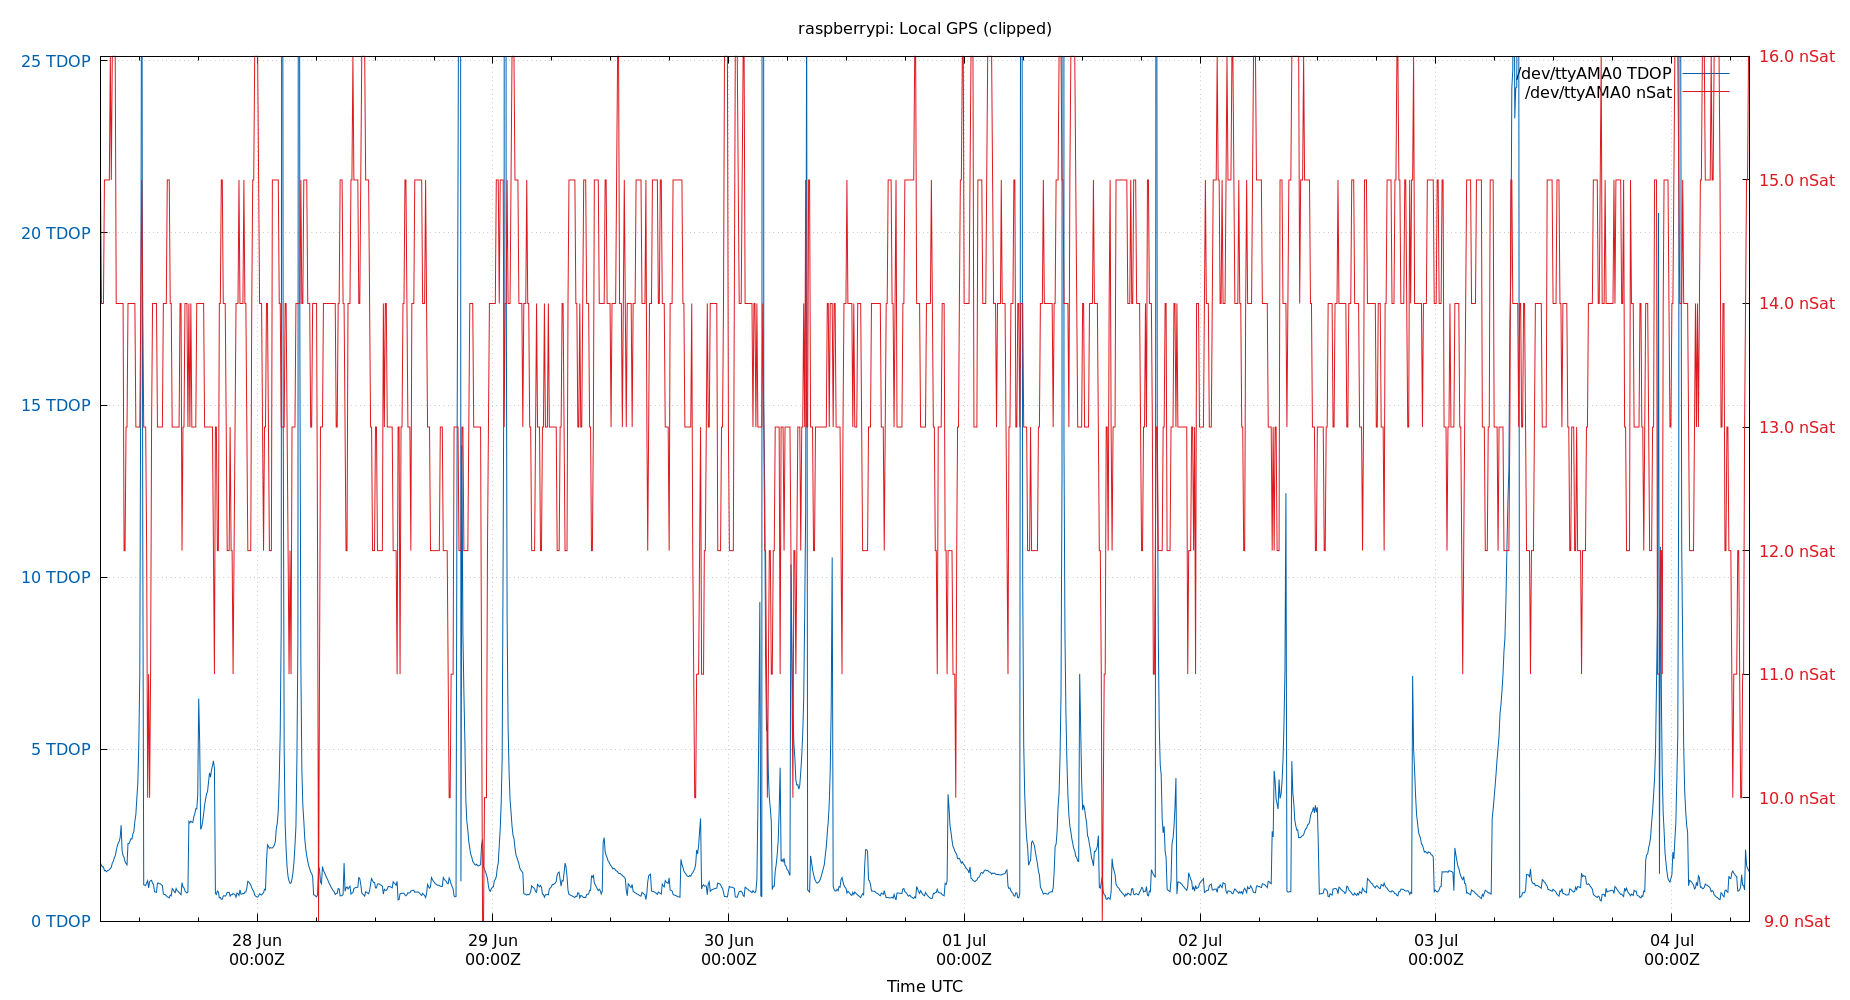 raspberrypi: Local GPS (clipped)
25 TDOP
20 TDOP
15 TDOP
10 TDOP
5 TDOP
0 TDOP
16.0 nSat
15.0 nSat
14.0 nSat
13.0 nSat
12.0 nSat
11.0 nSat
10.0 nSat
9.0 nSat
/dev/ttyAMA0 TDOP
/dev/ttyAMA0 nSat
28 Jun
00:00Z
29 Jun
00:00Z
30 Jun
00:00Z
01 Jul
00:00Z
02 Jul
00:00Z
03 Jul
00:00Z
04 Jul
00:00Z
Time UTC